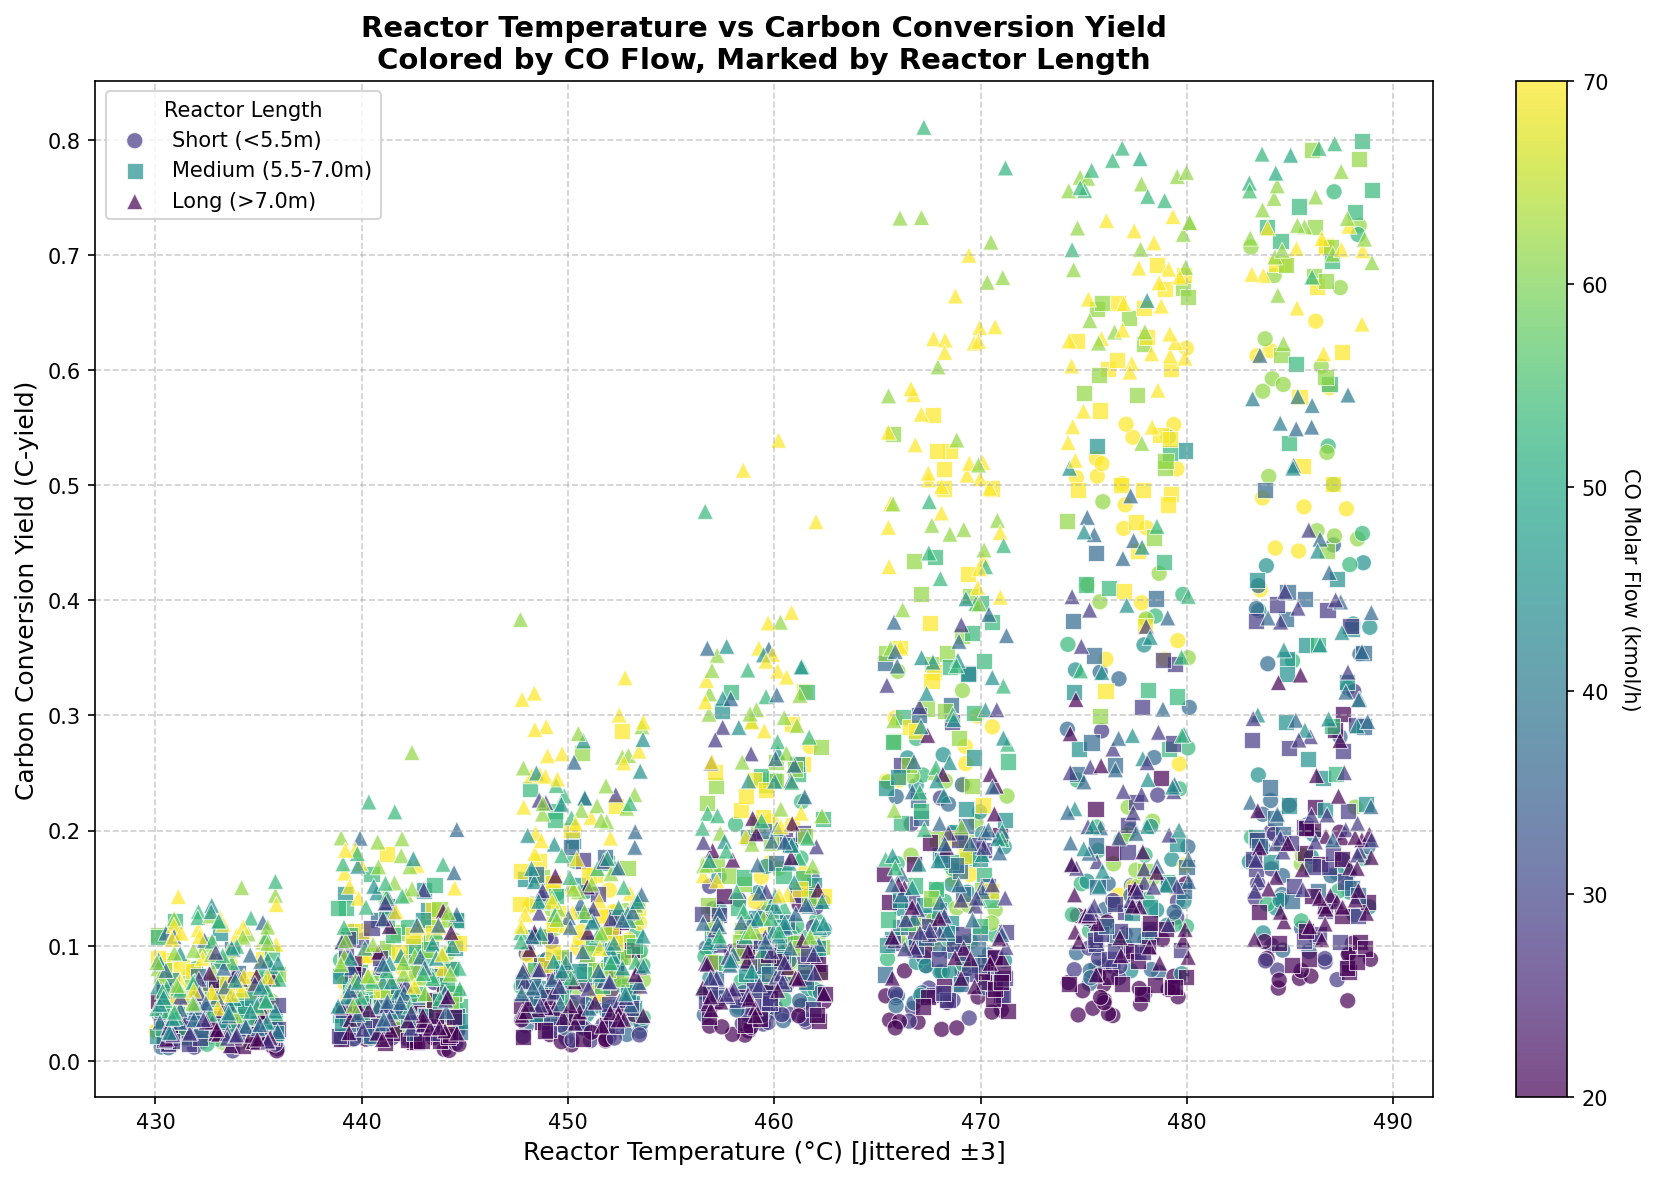 Reactor Temperature vs Carbon Conversion Yield
Colored by CO Flow, Marked by Reactor Length
Reactor Length
Short (<5.5m)
Medium (5.5-7.0m)
Long (>7.0m)
Carbon Conversion Yield (C-yield)
0.8
0.7
0.6
0.5
0.4
0.3
0.2
0.1
0.0
430
440
450
460
470
480
490
Reactor Temperature (°C) [Jittered ±3]
70
60
50
40
30
20
CO Molar Flow (kmol/h)